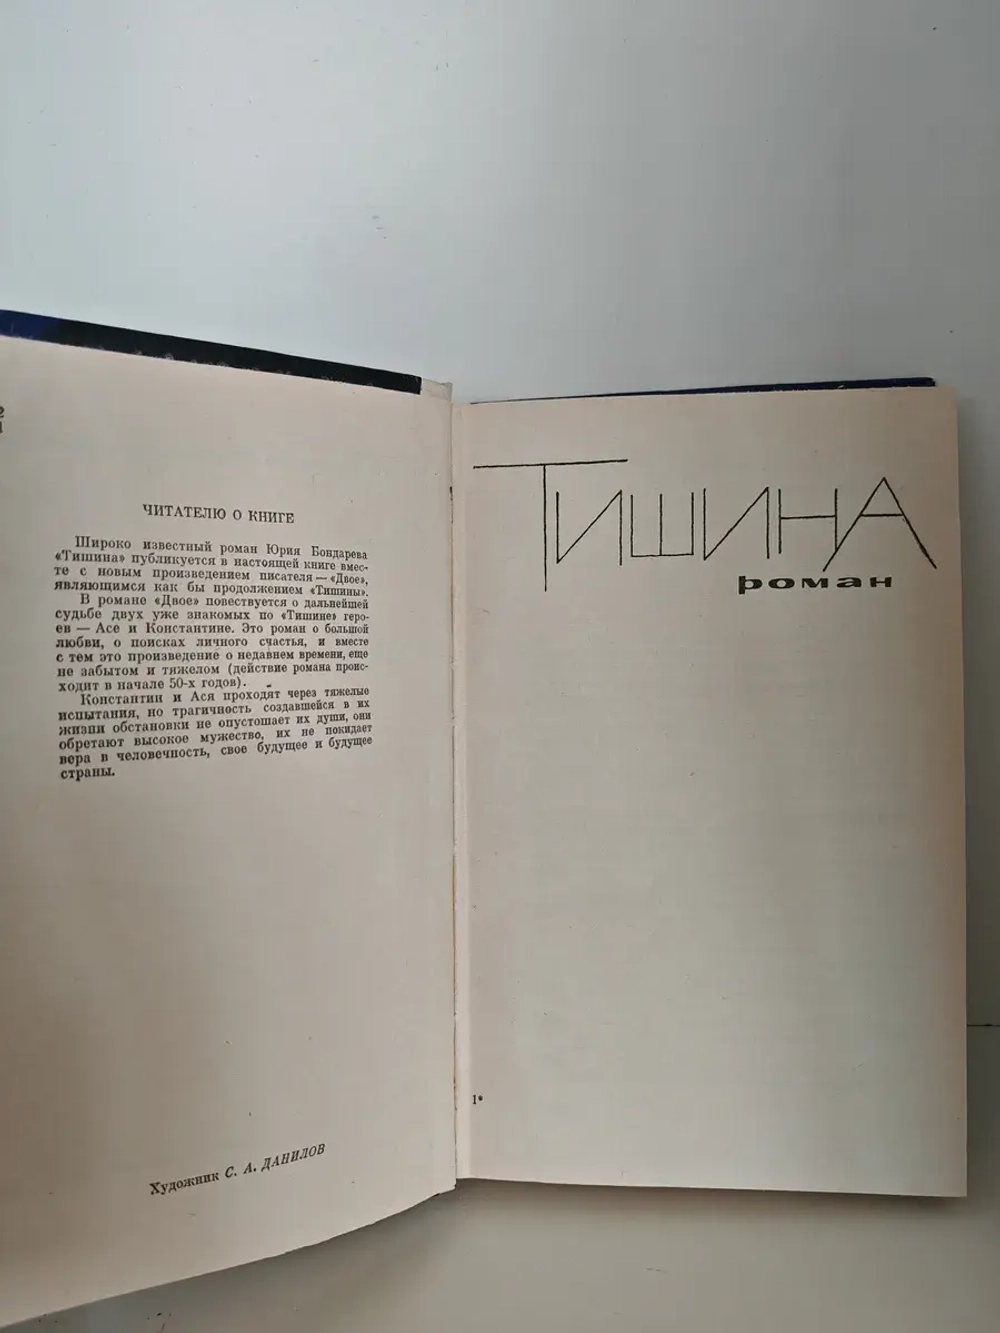 2
1
ЧИТАТЕЛЮ О КНИГЕ
Широко известный роман Юрия Бондарева
«Тишина» публикуется в настоящей книге вмес-
те с новым произведением писателя — «Двое»,
являющимся как бы продолжением «Тишины».
В романе «Двое» повествуется о дальнейшей
судьбе двух уже знакомых по «Тишине» геро-
ев — Асе и Константине. Это роман о большой
любви, о поисках личного счастья, и вместе
с тем это произведение о недавнем времени, еще
не забытом и тяжелом (действие романа проис-
ходит в начале 50-х годов).
Константин и Ася проходят через тяжелые
испытания, но трагичность создавшейся в их
жизни обстановки не опустошает их души, они
обретают высокое мужество, их не покидает
вера в человечность, свое будущее и будущее
страны.
Художник С. А. ДАНИЛОВ
ТИШИНА
роман
1*